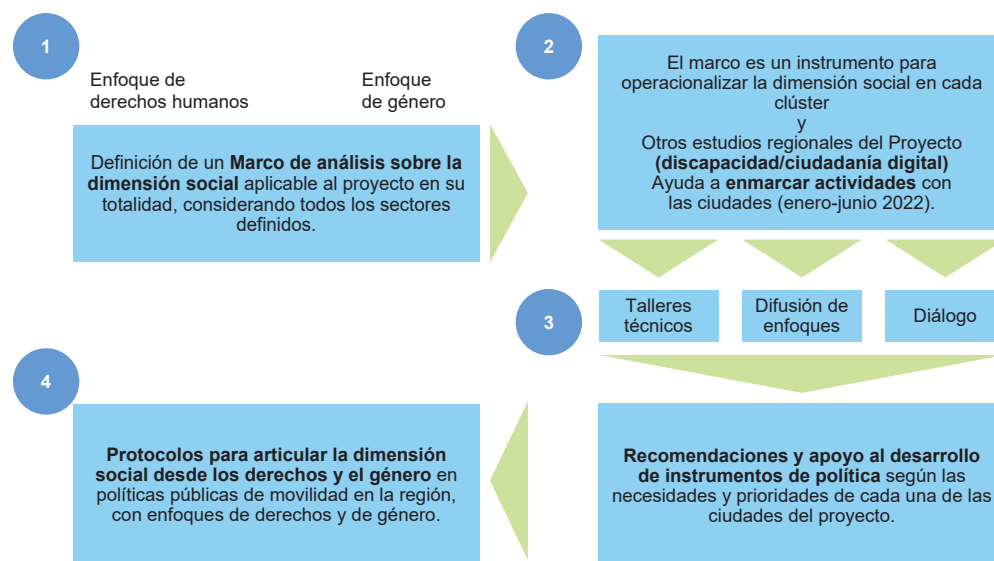 1
Enfoque de
derechos humanos
Enfoque
de género
Definición de un Marco de análisis sobre la
dimensión social aplicable al proyecto en su
totalidad, considerando todos los sectores
definidos.
2
El marco es un instrumento para
operacionalizar la dimensión social en cada
clúster
y
Otros estudios regionales del Proyecto
(discapacidad/ciudadanía digital)
Ayuda a enmarcar actividades con
las ciudades (enero-junio 2022).
3
Talleres
técnicos
Difusión de
enfoques
Diálogo
Recomendaciones y apoyo al desarrollo
de instrumentos de política según las
necesidades y prioridades de cada una de las
ciudades del proyecto.
4
Protocolos para articular la dimensión
social desde los derechos y el género en
políticas públicas de movilidad en la región,
con enfoques de derechos y de género.